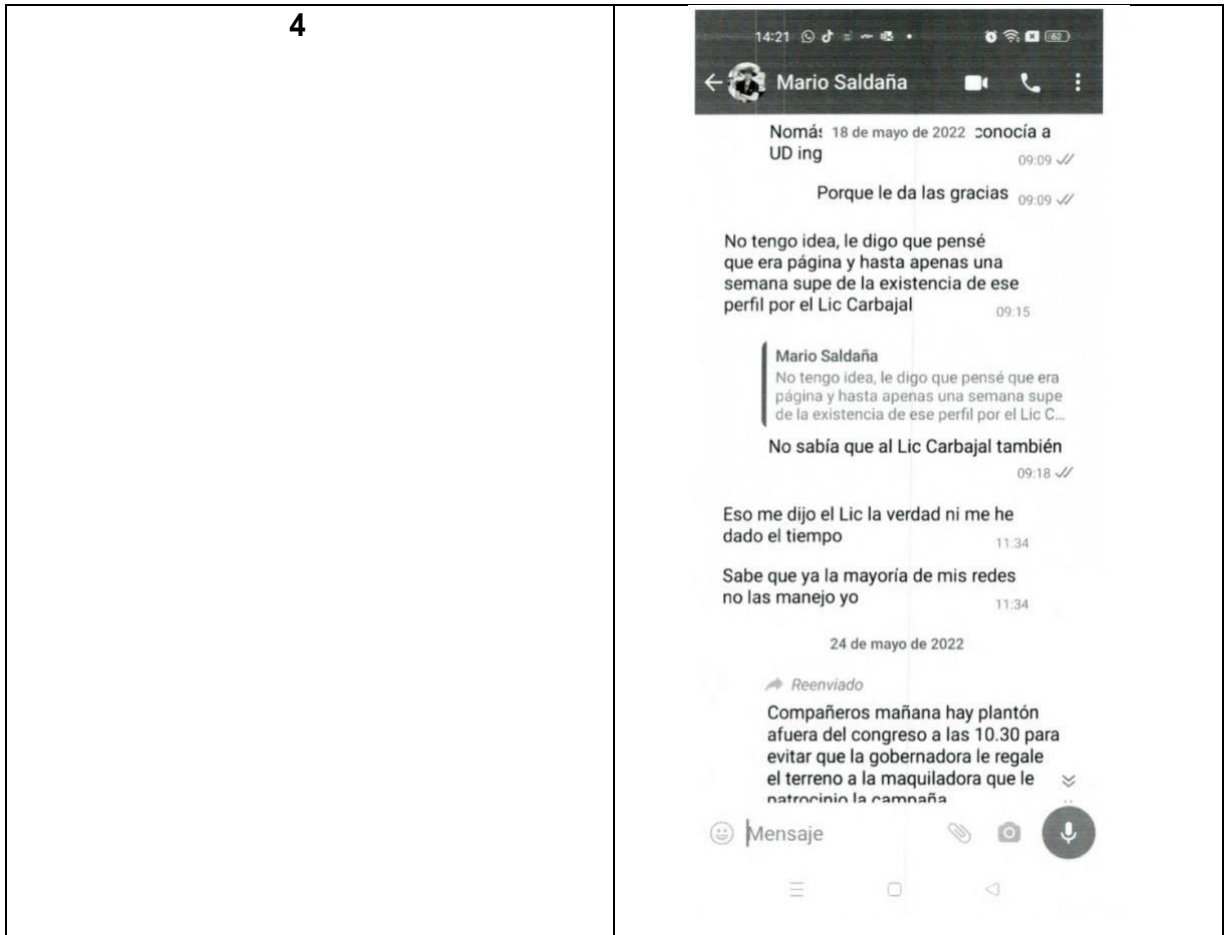 4
14:21
62
Mario Saldaña
18 de mayo de 2022
Nomás conocía a
UD ing
09:09
Porque le da las gracias 09:09
No tengo idea, le digo que pensé
que era página y hasta apenas una
semana supe de la existencia de ese
perfil por el Lic Carbajal
09:15
Mario Saldaña
No tengo idea, le digo que pensé que era
página y hasta apenas una semana supe
de la existencia de ese perfil por el Lic C...
No sabía que al Lic Carbajal también
09:18
Eso me dijo el Lic la verdad ni me he
dado el tiempo
11:34
Sabe que ya la mayoría de mis redes
no las manejo yo
11:34
24 de mayo de 2022
Reenviado
Compañeros mañana hay plantón
afuera del congreso a las 10.30 para
evitar que la gobernadora le regale
el terreno a la maquiladora que le
patrocinio la campaña
Mensaje